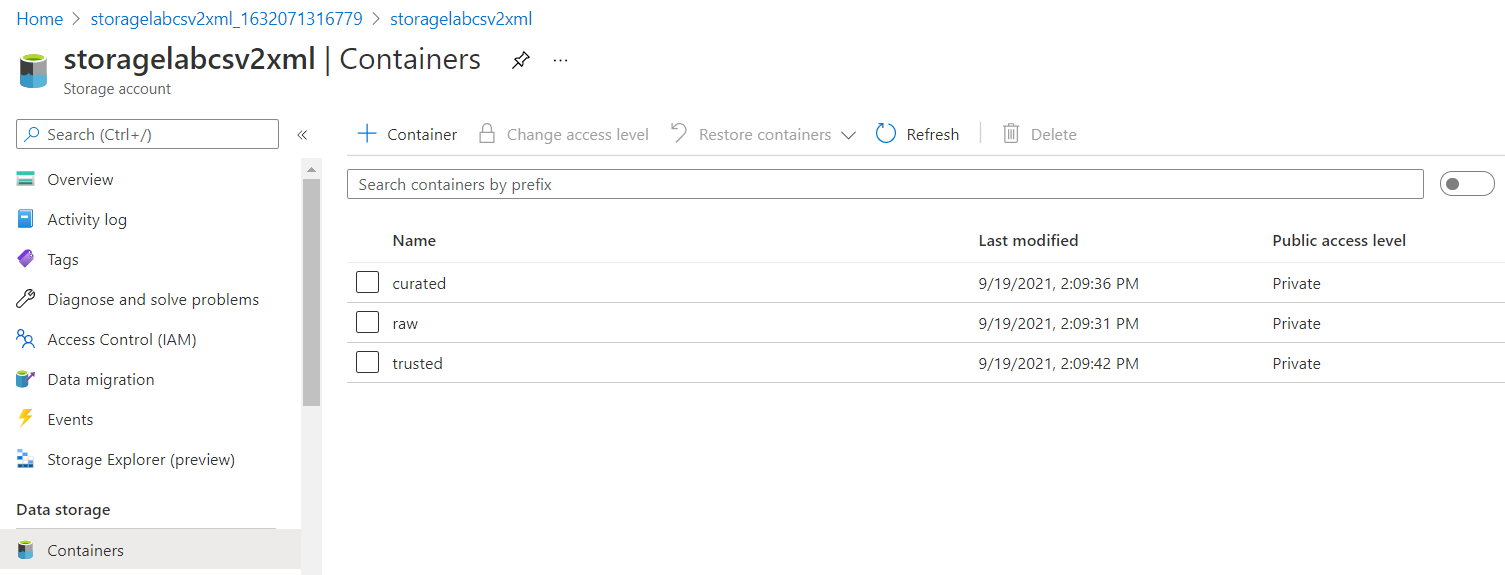 Home > storagelabcsv2xml_1632071316779 > storagelabcsv2xml
storagelabcsv2xml | Containers ...
Storage account
Search (Ctrl+/) «
Container Change access level Restore containers Refresh Delete
Overview
Activity log
Tags
Diagnose and solve problems
Access Control (IAM)
Data migration
Events
Storage Explorer (preview)
Data storage
Containers
Search containers by prefix
Name Last modified Public access level
curated 9/19/2021, 2:09:36 PM Private
raw 9/19/2021, 2:09:31 PM Private
trusted 9/19/2021, 2:09:42 PM Private